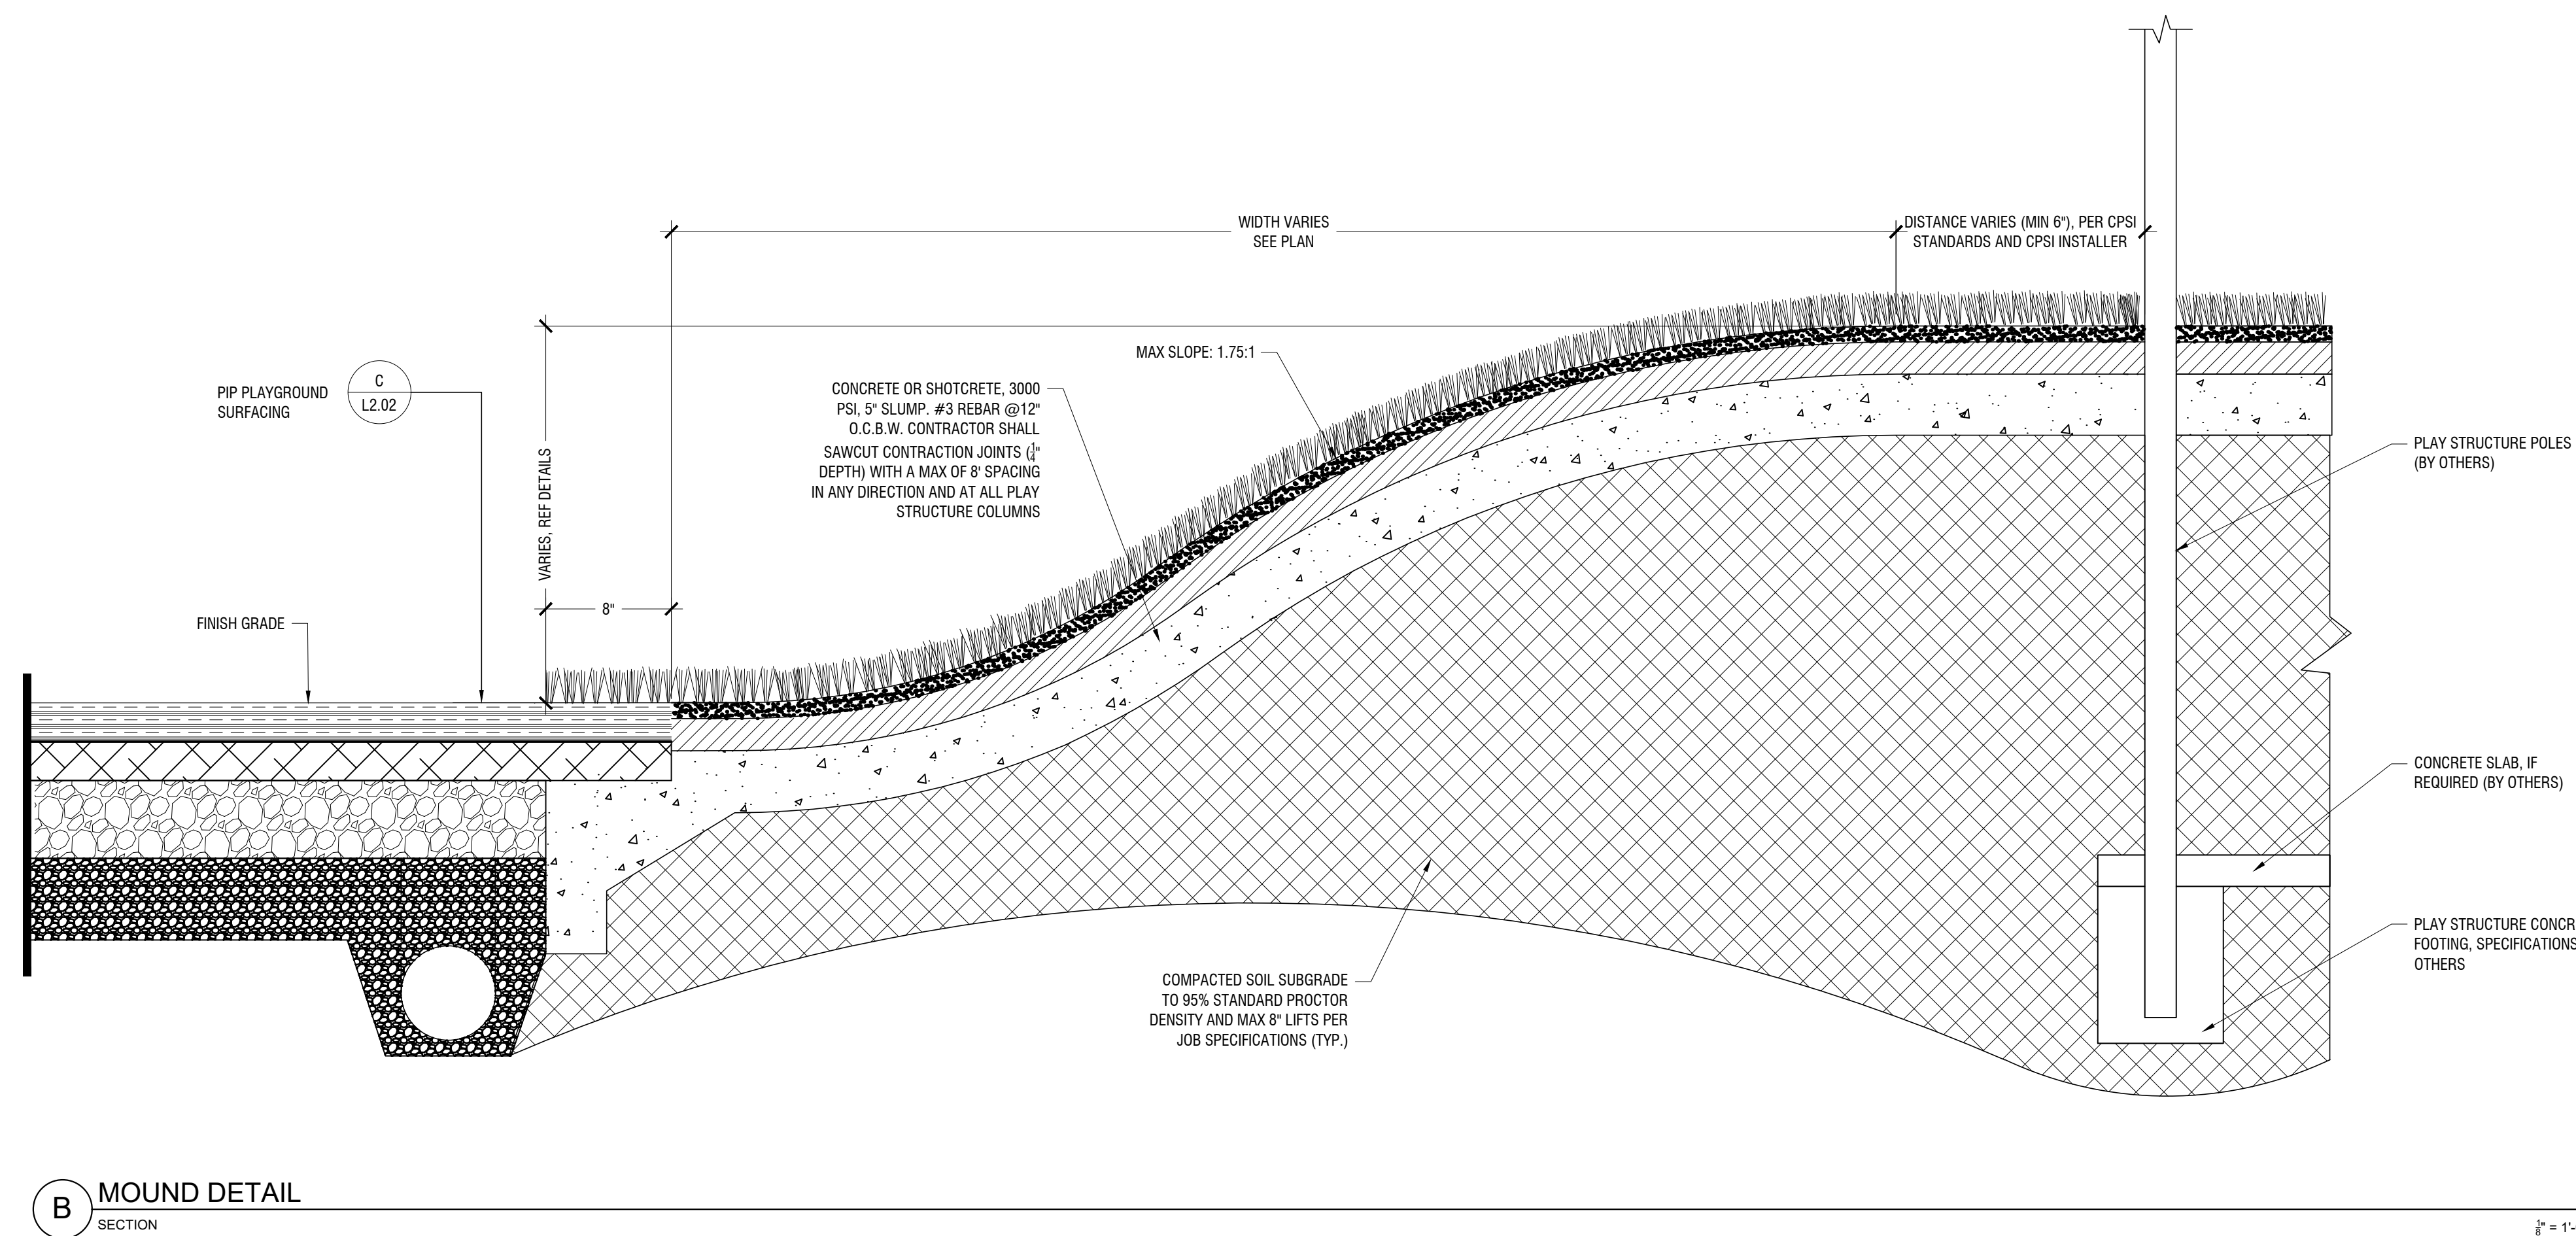 WIDTH VARIES
SEE PLAN
DISTANCE VARIES (MIN 6"), PER CPSI
STANDARDS AND CPSI INSTALLER
MAX SLOPE: 1.75:1
CONCRETE OR SHOTCRETE, 3000
PSI, 5" SLUMP. #3 REBAR @12"
O.C.B.W. CONTRACTOR SHALL
SAWCUT CONTRACTION JOINTS (1/4"
DEPTH) WITH A MAX OF 8' SPACING
IN ANY DIRECTION AND AT ALL PLAY
STRUCTURE COLUMNS
PIP PLAYGROUND
SURFACING
C
L2.02
VARIES, REF DETAILS
8"
FINISH GRADE
PLAY STRUCTURE POLES
(BY OTHERS)
CONCRETE SLAB, IF
REQUIRED (BY OTHERS)
PLAY STRUCTURE CONCR
FOOTING, SPECIFICATIONS
OTHERS
COMPACTED SOIL SUBGRADE
TO 95% STANDARD PROCTOR
DENSITY AND MAX 8" LIFTS PER
JOB SPECIFICATIONS (TYP.)
B
MOUND DETAIL
SECTION
1/8" = 1'-